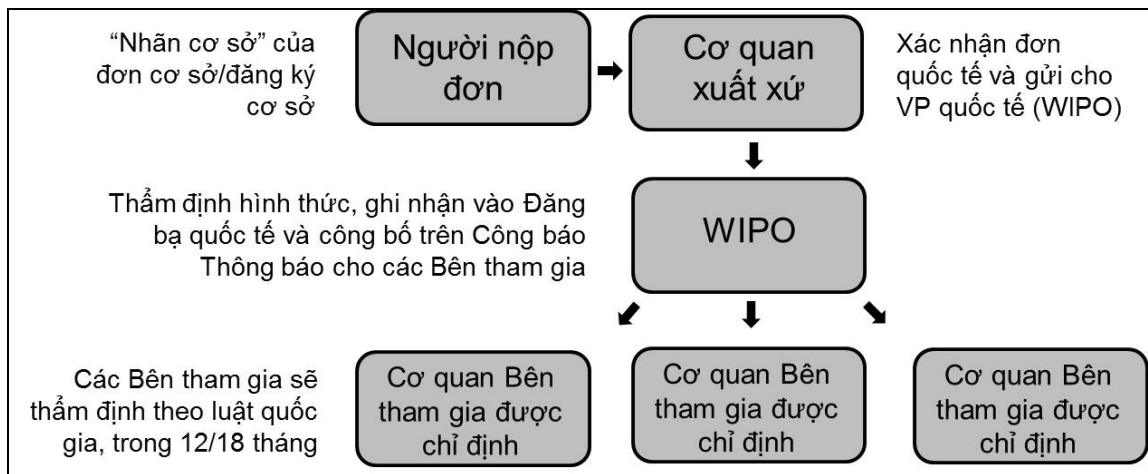 “Nhãn cơ sở” của
đơn cơ sở/đăng ký
cơ sở
Người nộp
đơn
Cơ quan
xuất xứ
Xác nhận đơn
quốc tế và gửi cho
VP quốc tế (WIPO)
Thẩm định hình thức, ghi nhận vào Đăng
bạ quốc tế và công bố trên Công báo
Thông báo cho các Bên tham gia
WIPO
Các Bên tham gia sẽ
thẩm định theo luật quốc
gia, trong 12/18 tháng
Cơ quan Bên
tham gia được
chỉ định
Cơ quan Bên
tham gia được
chỉ định
Cơ quan Bên
tham gia được
chỉ định